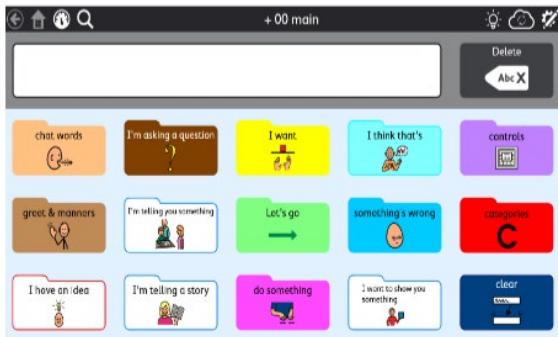 + 00 main
Delete
Abc X
chat words
I'm asking a question
?
I want
I think that's
controls
greet & manners
I'm telling you something
Let's go
something's wrong
categories
C
I have an idea
I'm telling a story
do something
I want to show you
something
clear